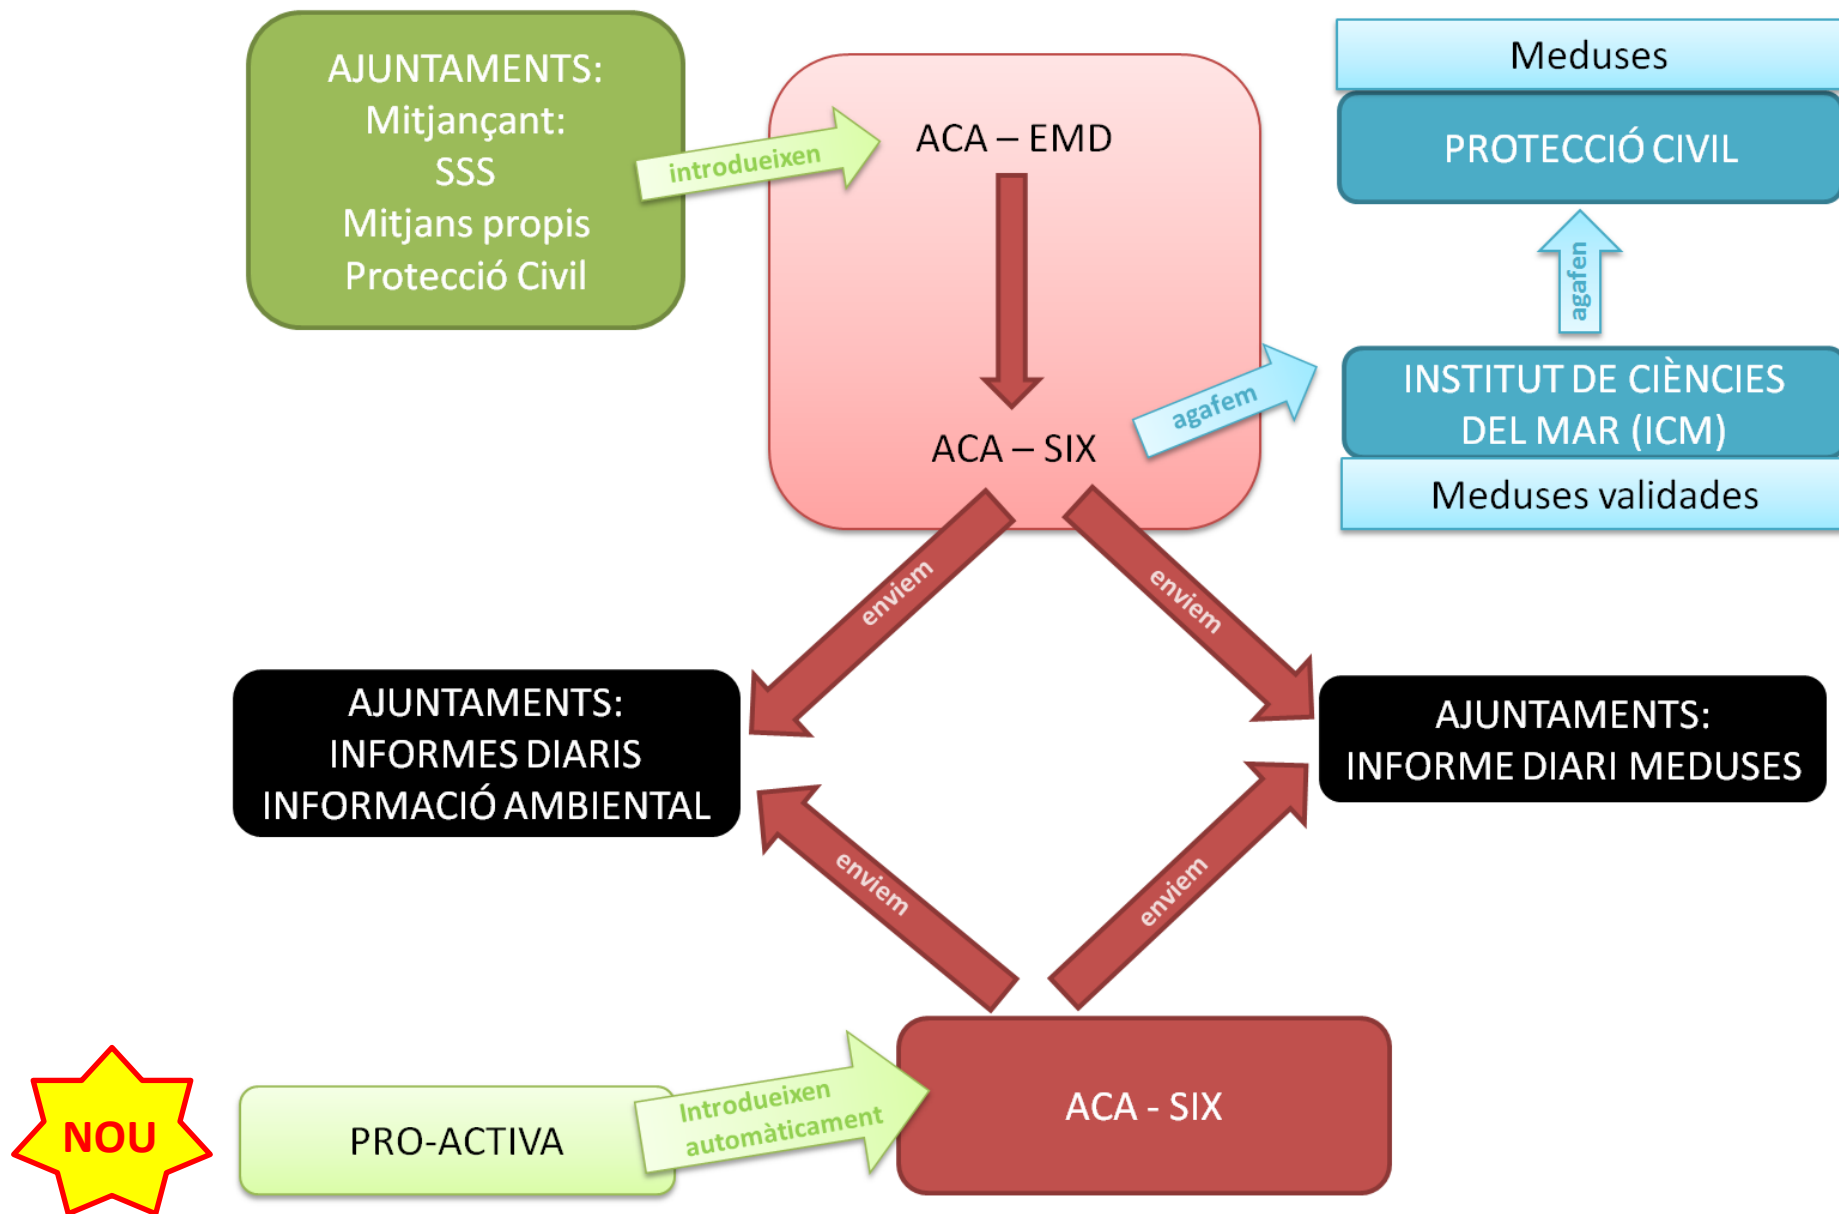 AJUNTAMENTS:
Mitjançant:
SSS
Mitjans propis
Protecció Civil
introdueixen
ACA – EMD
ACA – SIX
agafem
Meduses
PROTECCIÓ CIVIL
agafen
INSTITUT DE CIÈNCIES
DEL MAR (ICM)
Meduses validades
enviem
enviem
AJUNTAMENTS:
INFORMES DIARIS
INFORMACIÓ AMBIENTAL
AJUNTAMENTS:
INFORME DIARI MEDUSES
enviem
enviem
NOU
PRO-ACTIVA
Introdueixen
automàticament
ACA - SIX